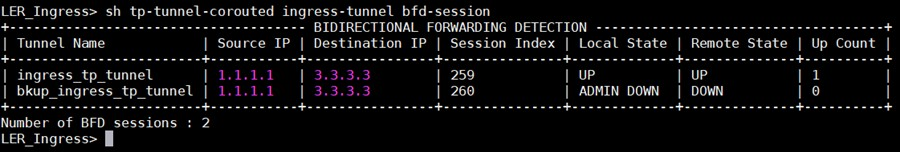 LER_Ingress> sh tp-tunnel-corouted ingress-tunnel bfd-session
+----------------------------------- BIDIRECTIONAL FORWARDING DETECTION -----------------------------------+
| Tunnel Name | Source IP | Destination IP | Session Index | Local State | Remote State | Up Count |
+------------------------+-----------+----------------+---------------+-------------+--------------+----------+
| ingress_tp_tunnel | 1.1.1.1 | 3.3.3.3 | 259 | UP | UP | 1 |
| bkup_ingress_tp_tunnel | 1.1.1.1 | 3.3.3.3 | 260 | ADMIN DOWN | DOWN | 0 |
+------------------------+-----------+----------------+---------------+-------------+--------------+----------+
Number of BFD sessions : 2
LER_Ingress>